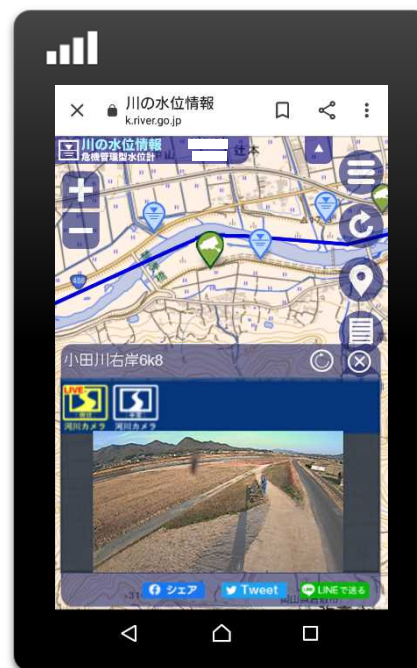 川の水位情報
k.river.go.jp
川の水位情報
危機管理型水位計
辻本
486
小田川右岸6k8
LIVE
河川カメラ
河川カメラ
シェア
Tweet
LINEで送る